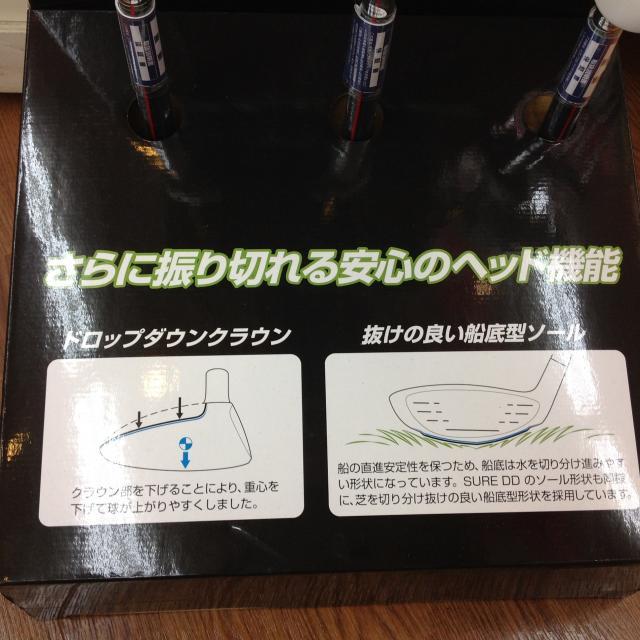 さらに振り切れる安心のヘッド機能
ドロップダウンクラウン
抜けの良い船底型ソール
クラウン部を下げることにより、重心を
下げて球が上がりやすくしました。
船の直進安定性を保つため、船底は水を切り分け進みやす
い形状になっています。SURE DD のソール形状も同様
に、芝を切り分け抜けの良い船底型形状を採用しています。